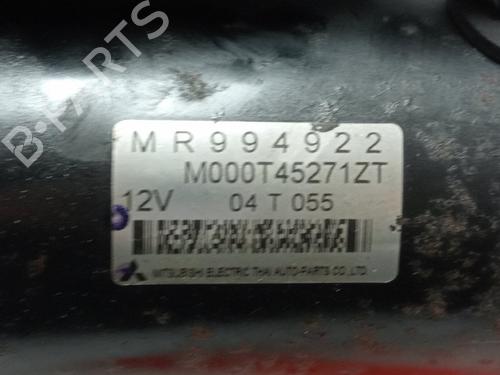 B-PARTS
MR994922
M000T45271ZT
12V 04 T 055
MITSUBISHI ELECTRIC THAI AUTO-PARTS CO.,LTD.